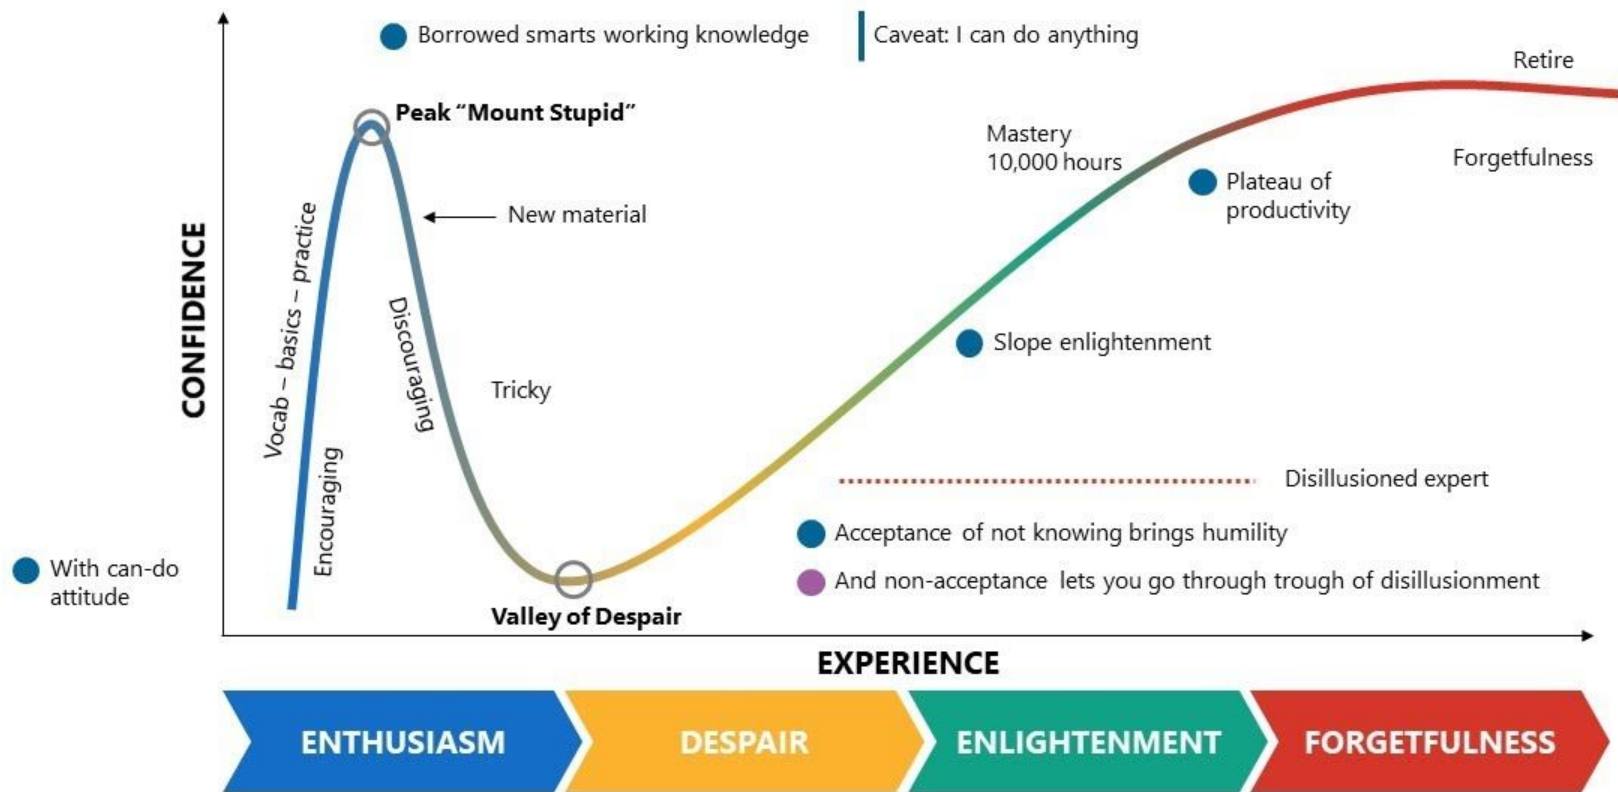 Borrowed smarts working knowledge
Caveat: I can do anything
Retire
Peak “Mount Stupid”
Mastery
10,000 hours
Forgetfulness
Plateau of
productivity
New material
Vocab – basics – practice
CONFIDENCE
Discouraging
Slope enlightenment
Tricky
Encouraging
Disillusioned expert
Acceptance of not knowing brings humility
With can-do
attitude
And non-acceptance lets you go through trough of disillusionment
Valley of Despair
EXPERIENCE
ENTHUSIASM
DESPAIR
ENLIGHTENMENT
FORGETFULNESS